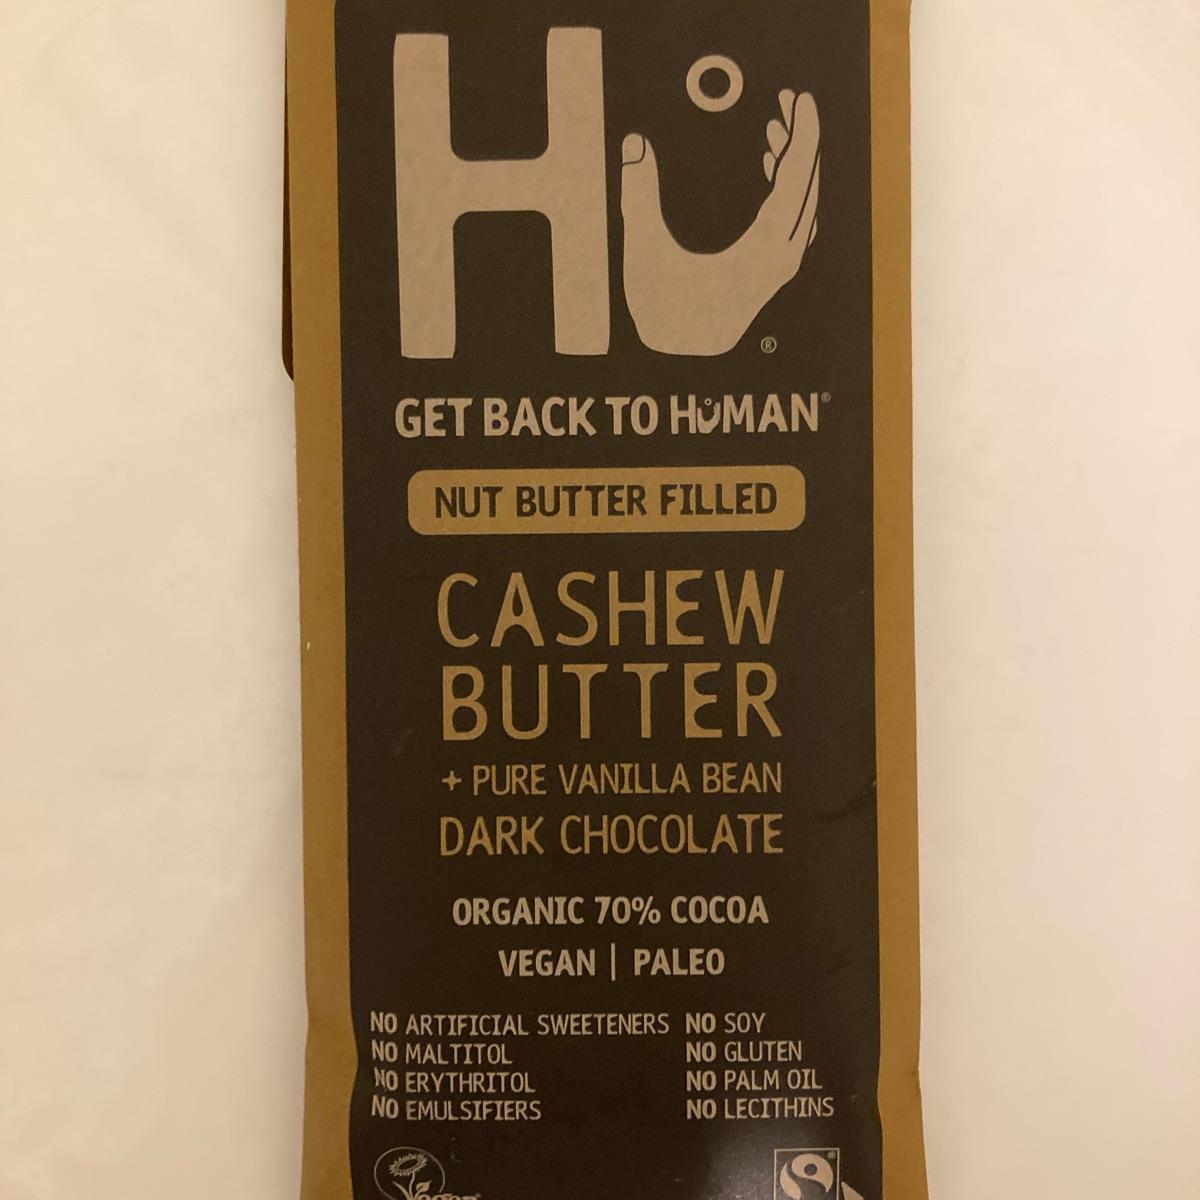 Hu®
GET BACK TO HuMAN®
NUT BUTTER FILLED
CASHEW
BUTTER
+ PURE VANILLA BEAN
DARK CHOCOLATE
ORGANIC 70% COCOA
VEGAN | PALEO
NO ARTIFICIAL SWEETENERS NO SOY
NO MALTITOL NO GLUTEN
NO ERYTHRITOL NO PALM OIL
NO EMULSIFIERS NO LECITHINS